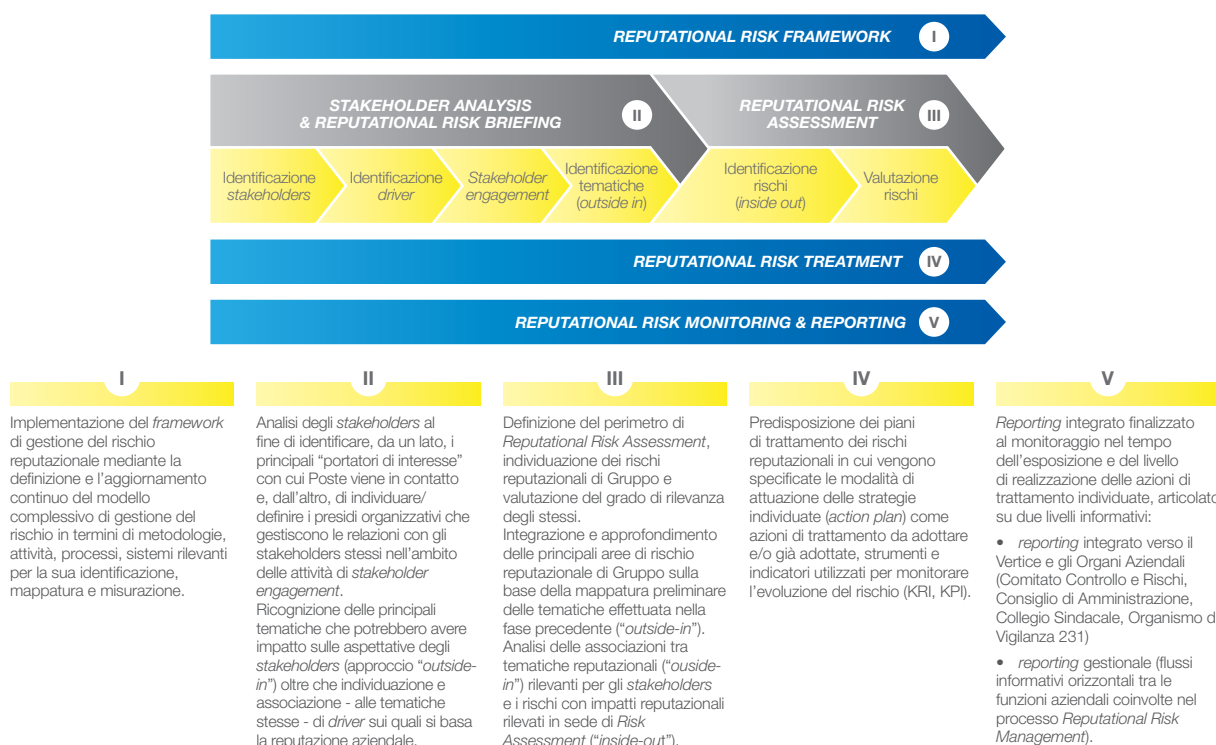 REPUTATIONAL RISK FRAMEWORK I
STAKEHOLDER ANALYSIS
& REPUTATIONAL RISK BRIEFING
II
REPUTATIONAL RISK
ASSESSMENT
III
Identificazione
stakeholders
Identificazione
driver
Stakeholder
engagement
Identificazione
tematiche
(outside in)
Identificazione
rischi
(inside out)
Valutazione
rischi
REPUTATIONAL RISK TREATMENT IV
REPUTATIONAL RISK MONITORING & REPORTING V
I
Implementazione del framework
di gestione del rischio
reputazionale mediante la
definizione e l'aggiornamento
continuo del modello
complessivo di gestione del
rischio in termini di metodologie,
attività, processi, sistemi rilevanti
per la sua identificazione,
mappatura e misurazione.
II
Analisi degli stakeholders al
fine di identificare, da un lato, i
principali “portatori di interesse”
con cui Poste viene in contatto
e, dall'altro, di individuare/
definire i presidi organizzativi che
gestiscono le relazioni con gli
stakeholders stessi nell'ambito
delle attività di stakeholder
engagement.
Ricognizione delle principali
tematiche che potrebbero avere
impatto sulle aspettative degli
stakeholders (approccio “outside-
in”) oltre che individuazione e
associazione - alle tematiche
stesse - di driver sui quali si basa
la reputazione aziendale.
III
Definizione del perimetro di
Reputational Risk Assessment,
individuazione dei rischi
reputazionali di Gruppo e
valutazione del grado di rilevanza
degli stessi.
Integrazione e approfondimento
delle principali aree di rischio
reputazionale di Gruppo sulla
base della mappatura preliminare
delle tematiche effettuata nella
fase precedente (“outside-in”).
Analisi delle associazioni tra
tematiche reputazionali (“ouside-
in”) rilevanti per gli stakeholders
e i rischi con impatti reputazionali
rilevati in sede di Risk
Assessment (“inside-out”).
IV
Predisposizione dei piani
di trattamento dei rischi
reputazionali in cui vengono
specificate le modalità di
attuazione delle strategie
individuate (action plan) come
azioni di trattamento da adottare
e/o già adottate, strumenti e
indicatori utilizzati per monitorare
l'evoluzione del rischio (KRI, KPI).
V
Reporting integrato finalizzato
al monitoraggio nel tempo
dell'esposizione e del livello
di realizzazione delle azioni di
trattamento individuate, articolato
su due livelli informativi:
• reporting integrato verso il
Vertice e gli Organi Aziendali
(Comitato Controllo e Rischi,
Consiglio di Amministrazione,
Collegio Sindacale, Organismo d
Vigilanza 231)
• reporting gestionale (flussi
informativi orizzontali tra le
funzioni aziendali coinvolte nel
processo Reputational Risk
Management).